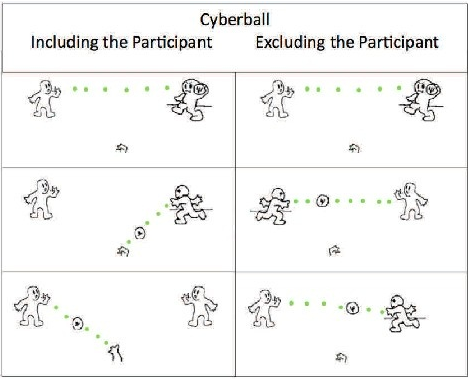 Cyberball
Including the Participant
Excluding the Participant